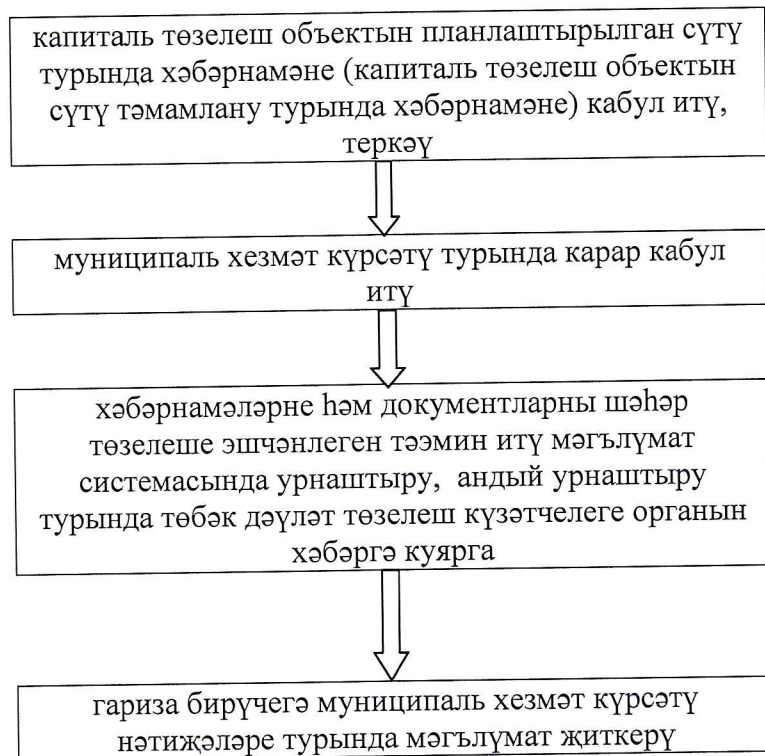 капиталь төзелеш объектын планлаштырылган сүтү
турында хәбәрнамәне (капиталь төзелеш объектын
сүтү тәмамлану турында хәбәрнамәне) кабул итү,
теркәү
муниципаль хезмәт күрсәтү турында карар кабул
итү
хәбәрнамәләрне һәм документларны шәһәр
төзелеше эшчәнлеген тәэмин итү мәгълүмат
системасында урнаштыру, андый урнаштыру
турында төбәк дәүләт төзелеш күзәтчелеге органын
хәбәргә куярга
гариза бирүчегә муниципаль хезмәт күрсәтү
нәтиҗәләре турында мәгълүмат җиткерү